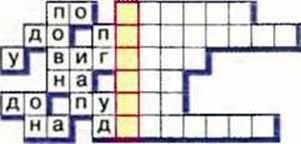 по
до п
у виг
на
до пу
на д